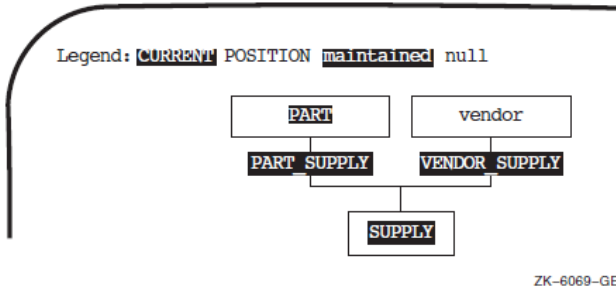 Legend: CURRENT POSITION maintained null
PART vendor
PART_SUPPLY VENDOR_SUPPLY
SUPPLY
ZK-6069-GE